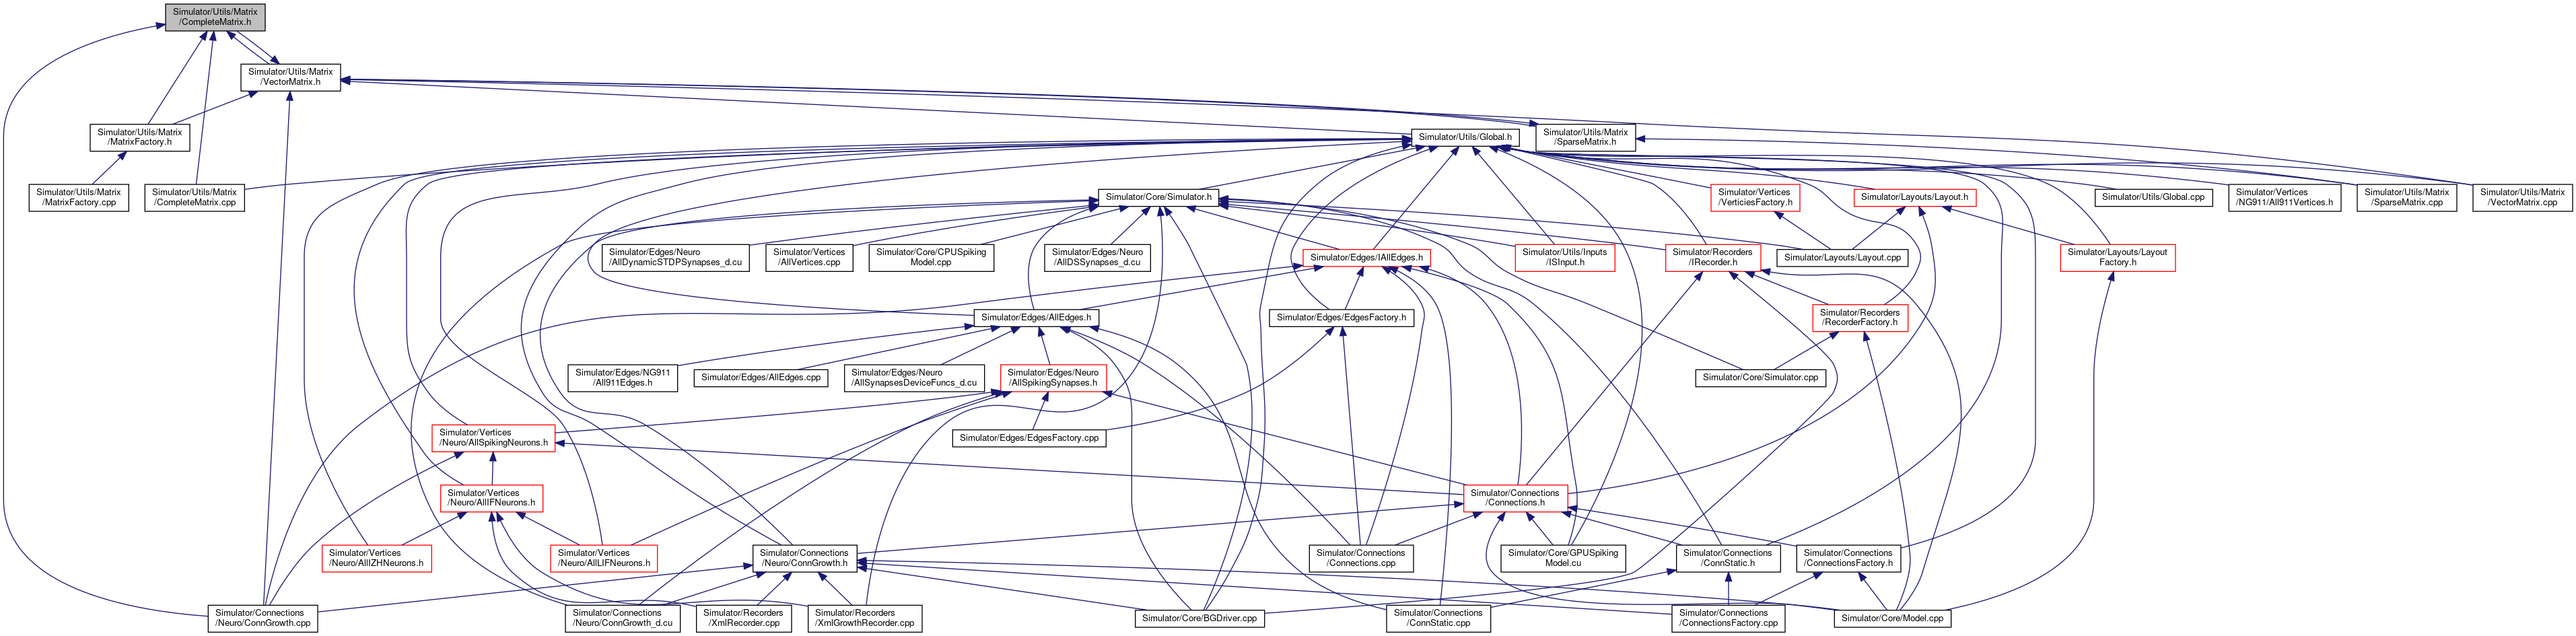 Simulator/Utils/Matrix
/CompleteMatrix.h
Simulator/Utils/Matrix
/VectorMatrix.h
Simulator/Utils/Matrix
/MatrixFactory.h
Simulator/Utils/Global.h
Simulator/Utils/Matrix
/SparseMatrix.h
Simulator/Utils/Matrix
/MatrixFactory.cpp
Simulator/Utils/Matrix
/CompleteMatrix.cpp
Simulator/Core/Simulator.h
Simulator/Vertices
/VerticiesFactory.h
Simulator/Layouts/Layout.h
Simulator/Utils/Global.cpp
Simulator/Vertices
/NG911/All911Vertices.h
Simulator/Utils/Matrix
/SparseMatrix.cpp
Simulator/Utils/Matrix
/VectorMatrix.cpp
Simulator/Edges/Neuro
/AllDynamicSTDPSynapses_d.cu
Simulator/Vertices
/AllVertices.cpp
Simulator/Core/CPUSpiking
Model.cpp
Simulator/Edges/Neuro
/AllDSSynapses_d.cu
Simulator/Edges/IAllEdges.h
Simulator/Utils/Inputs
/ISInput.h
Simulator/Recorders
/IRecorder.h
Simulator/Layouts/Layout.cpp
Simulator/Layouts/Layout
Factory.h
Simulator/Edges/AllEdges.h
Simulator/Edges/EdgesFactory.h
Simulator/Recorders
/RecorderFactory.h
Simulator/Edges/NG911
/All911Edges.h
Simulator/Edges/AllEdges.cpp
Simulator/Edges/Neuro
/AllSynapsesDeviceFuncs_d.cu
Simulator/Edges/Neuro
/AllSpikingSynapses.h
Simulator/Core/Simulator.cpp
Simulator/Vertices
/Neuro/AllSpikingNeurons.h
Simulator/Edges/EdgesFactory.cpp
Simulator/Vertices
/Neuro/AllIFNeurons.h
Simulator/Connections
/Connections.h
Simulator/Vertices
/Neuro/AllIZHNeurons.h
Simulator/Vertices
/Neuro/AllLIFNeurons.h
Simulator/Connections
/Neuro/ConnGrowth.h
Simulator/Connections
/Connections.cpp
Simulator/Core/GPUSpiking
Model.cu
Simulator/Connections
/ConnStatic.h
Simulator/Connections
/ConnectionsFactory.h
Simulator/Connections
/Neuro/ConnGrowth.cpp
Simulator/Connections
/Neuro/ConnGrowth_d.cu
Simulator/Recorders
/XmlRecorder.cpp
Simulator/Recorders
/XmlGrowthRecorder.cpp
Simulator/Core/BGDriver.cpp
Simulator/Connections
/ConnStatic.cpp
Simulator/Connections
/ConnectionsFactory.cpp
Simulator/Core/Model.cpp